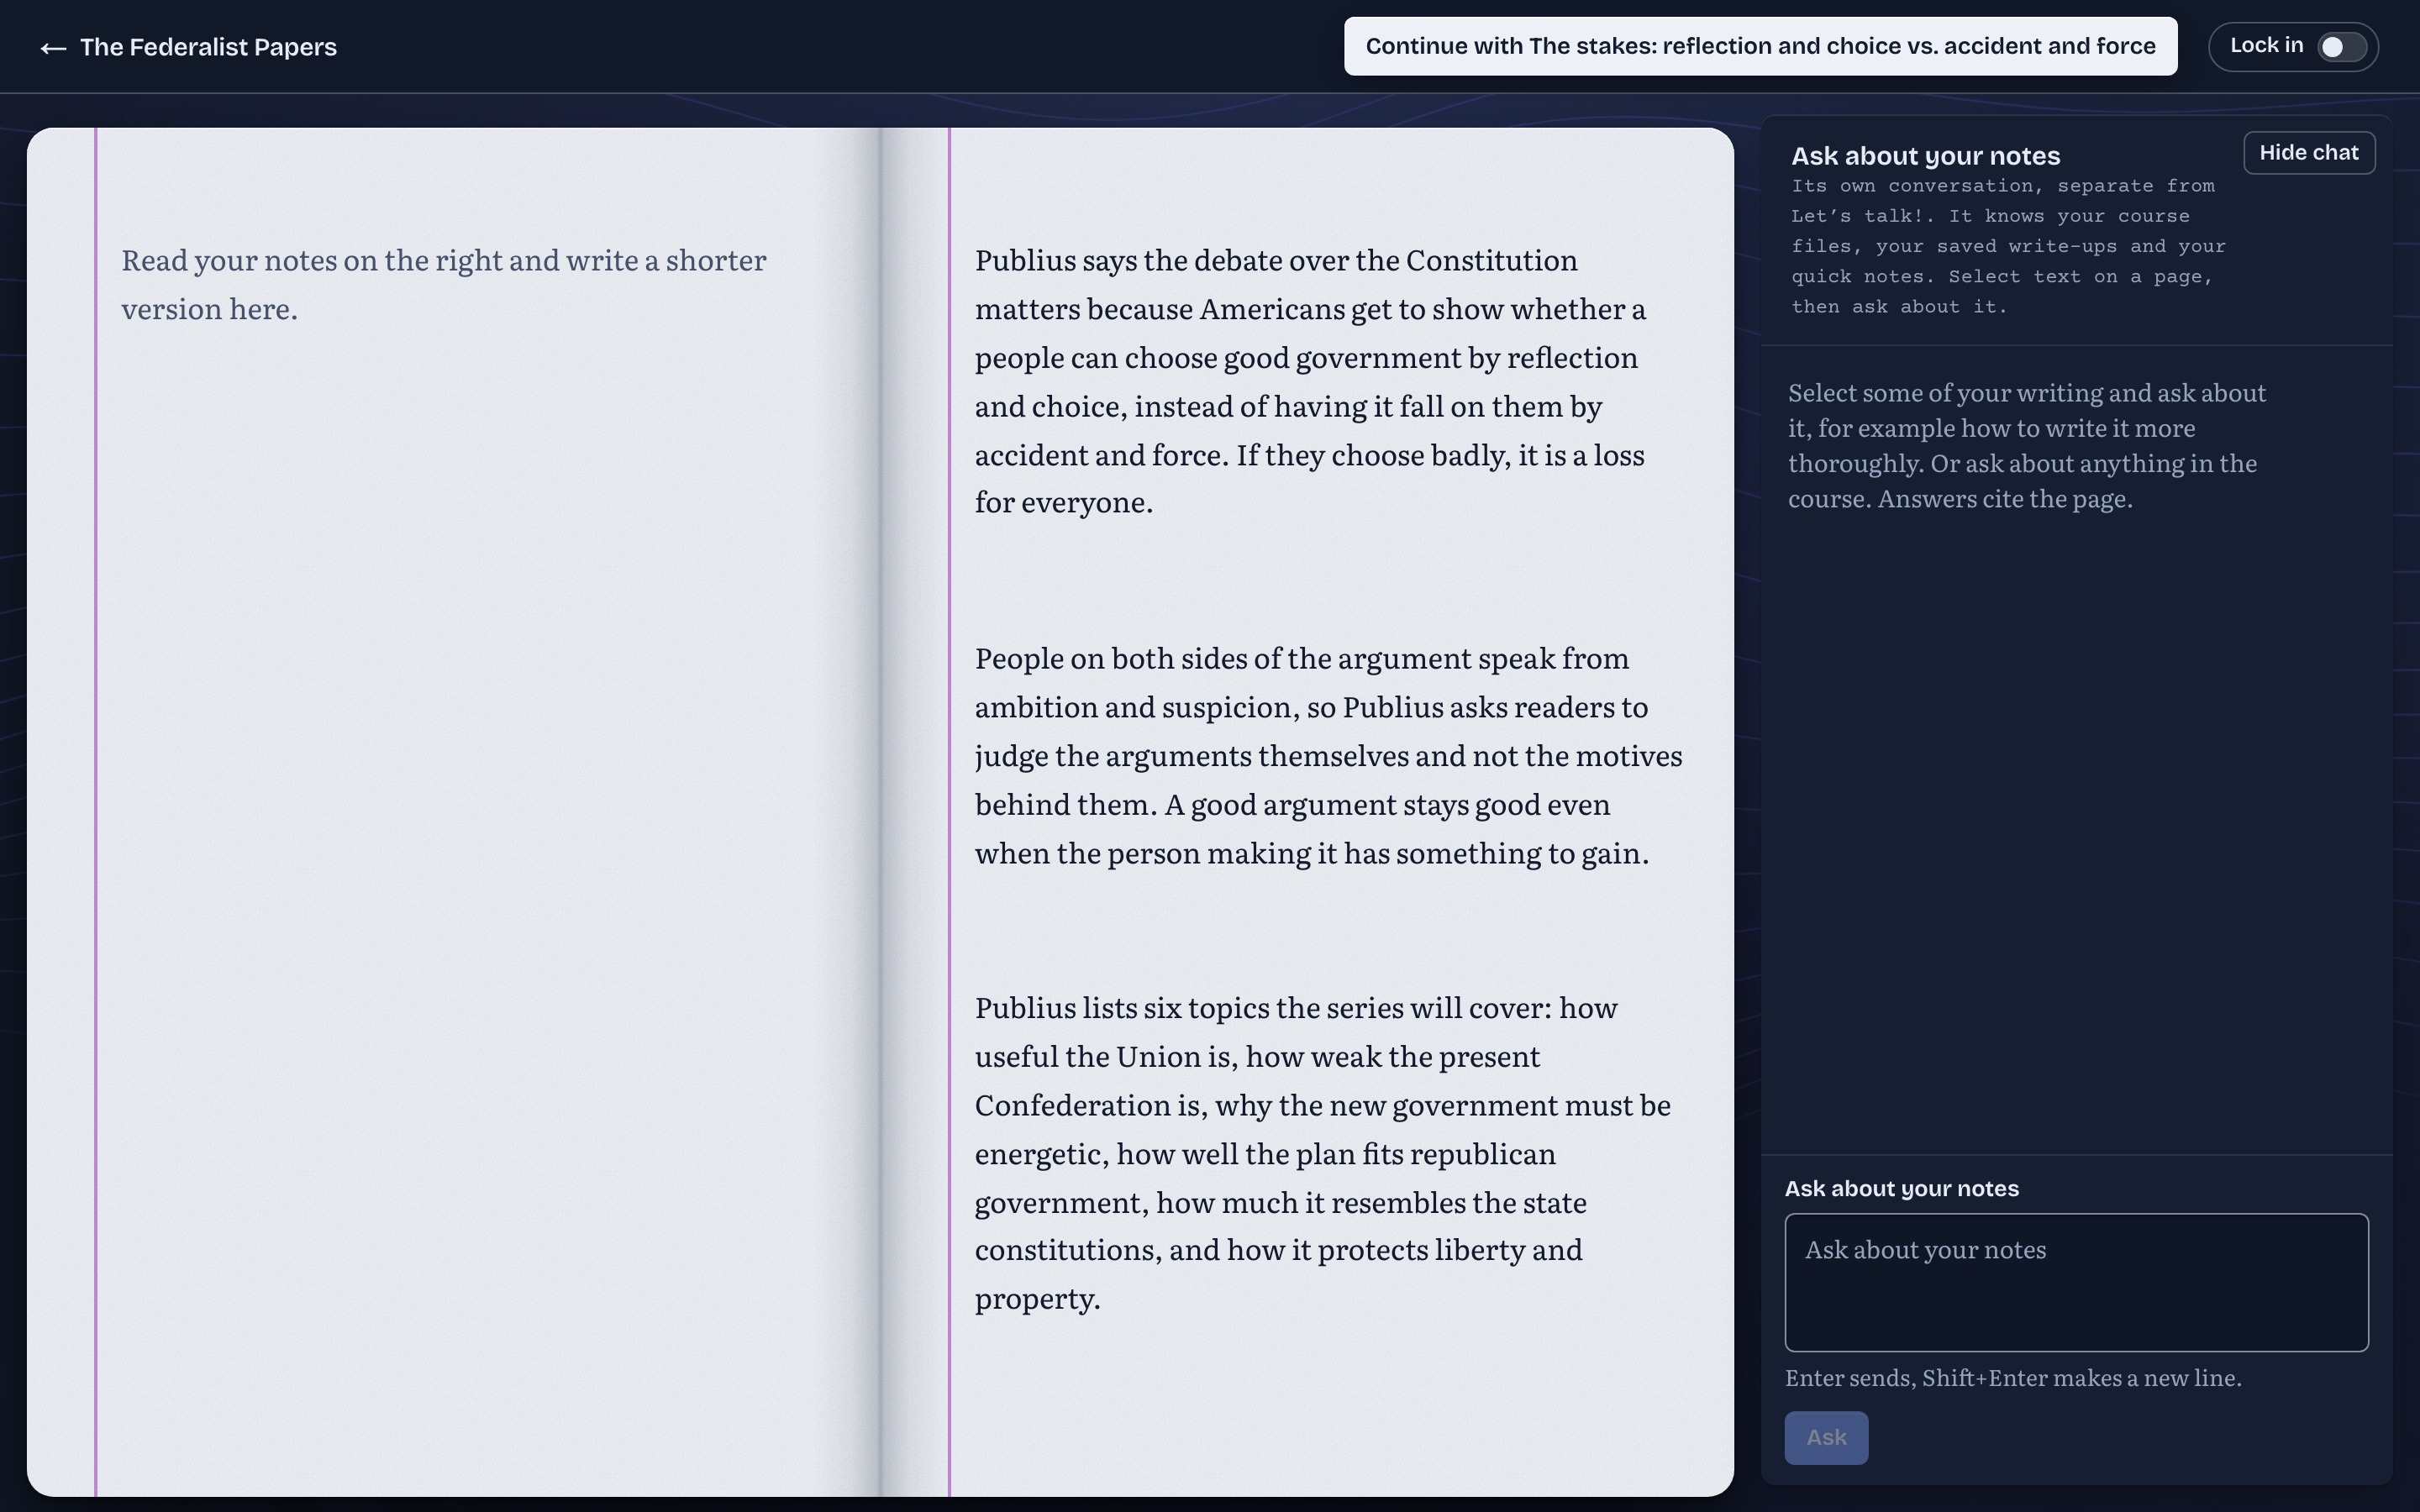 ← The Federalist Papers
Continue with The stakes: reflection and choice vs. accident and force
Lock in
Read your notes on the right and write a shorter
version here.
Publius says the debate over the Constitution
matters because Americans get to show whether a
people can choose good government by reflection
and choice, instead of having it fall on them by
accident and force. If they choose badly, it is a loss
for everyone.
People on both sides of the argument speak from
ambition and suspicion, so Publius asks readers to
judge the arguments themselves and not the motives
behind them. A good argument stays good even
when the person making it has something to gain.
Publius lists six topics the series will cover: how
useful the Union is, how weak the present
Confederation is, why the new government must be
energetic, how well the plan fits republican
government, how much it resembles the state
constitutions, and how it protects liberty and
property.
Ask about your notes
Hide chat
Its own conversation, separate from
Let’s talk!. It knows your course
files, your saved write-ups and your
quick notes. Select text on a page,
then ask about it.
Select some of your writing and ask about
it, for example how to write it more
thoroughly. Or ask about anything in the
course. Answers cite the page.
Ask about your notes
Ask about your notes
Enter sends, Shift+Enter makes a new line.
Ask